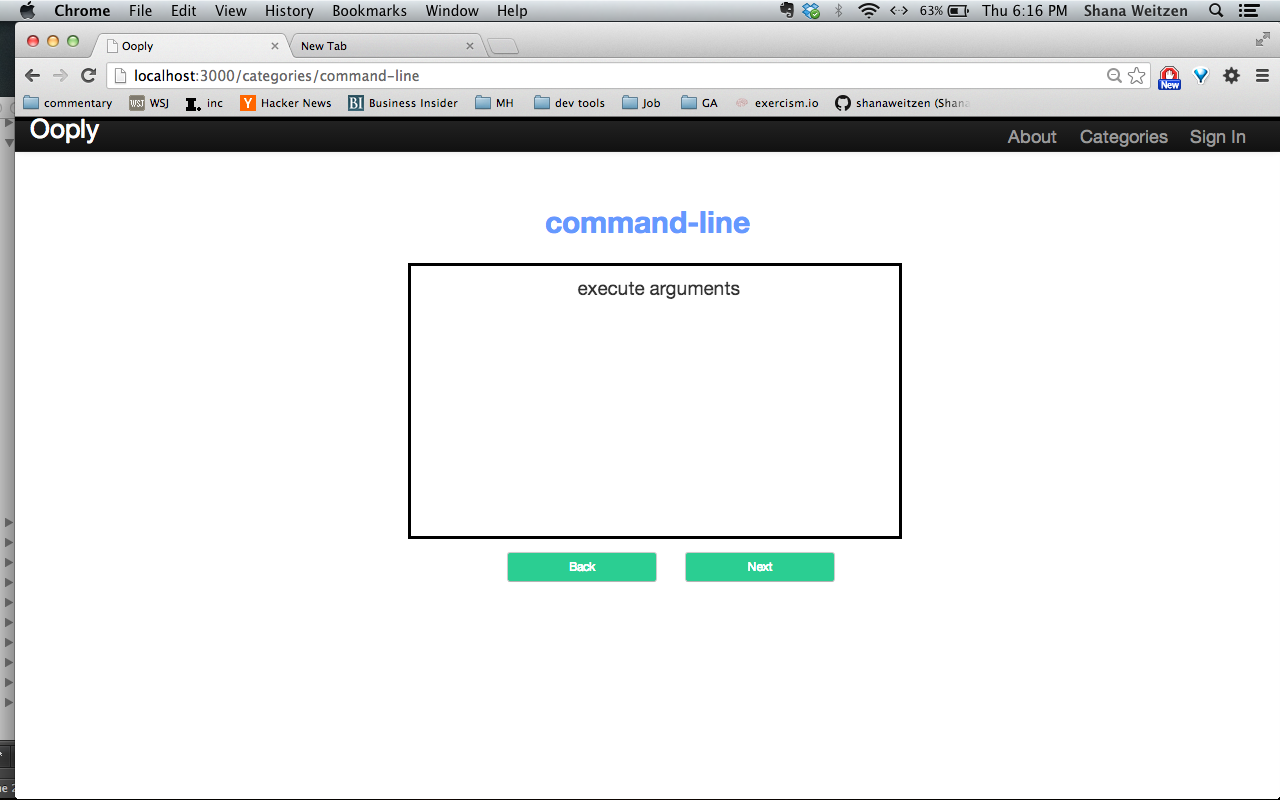 Chrome File Edit View History Bookmarks Window Help 63% Thu 6:16 PM Shana Weitzen
Ooply New Tab
localhost:3000/categories/command-line
New
commentary WSJ WSJ I. inc Y Hacker News BI Business Insider MH dev tools Job GA exercism.io shanaweitzen (Shana
Ooply About Categories Sign In
command-line
execute arguments
Back Next